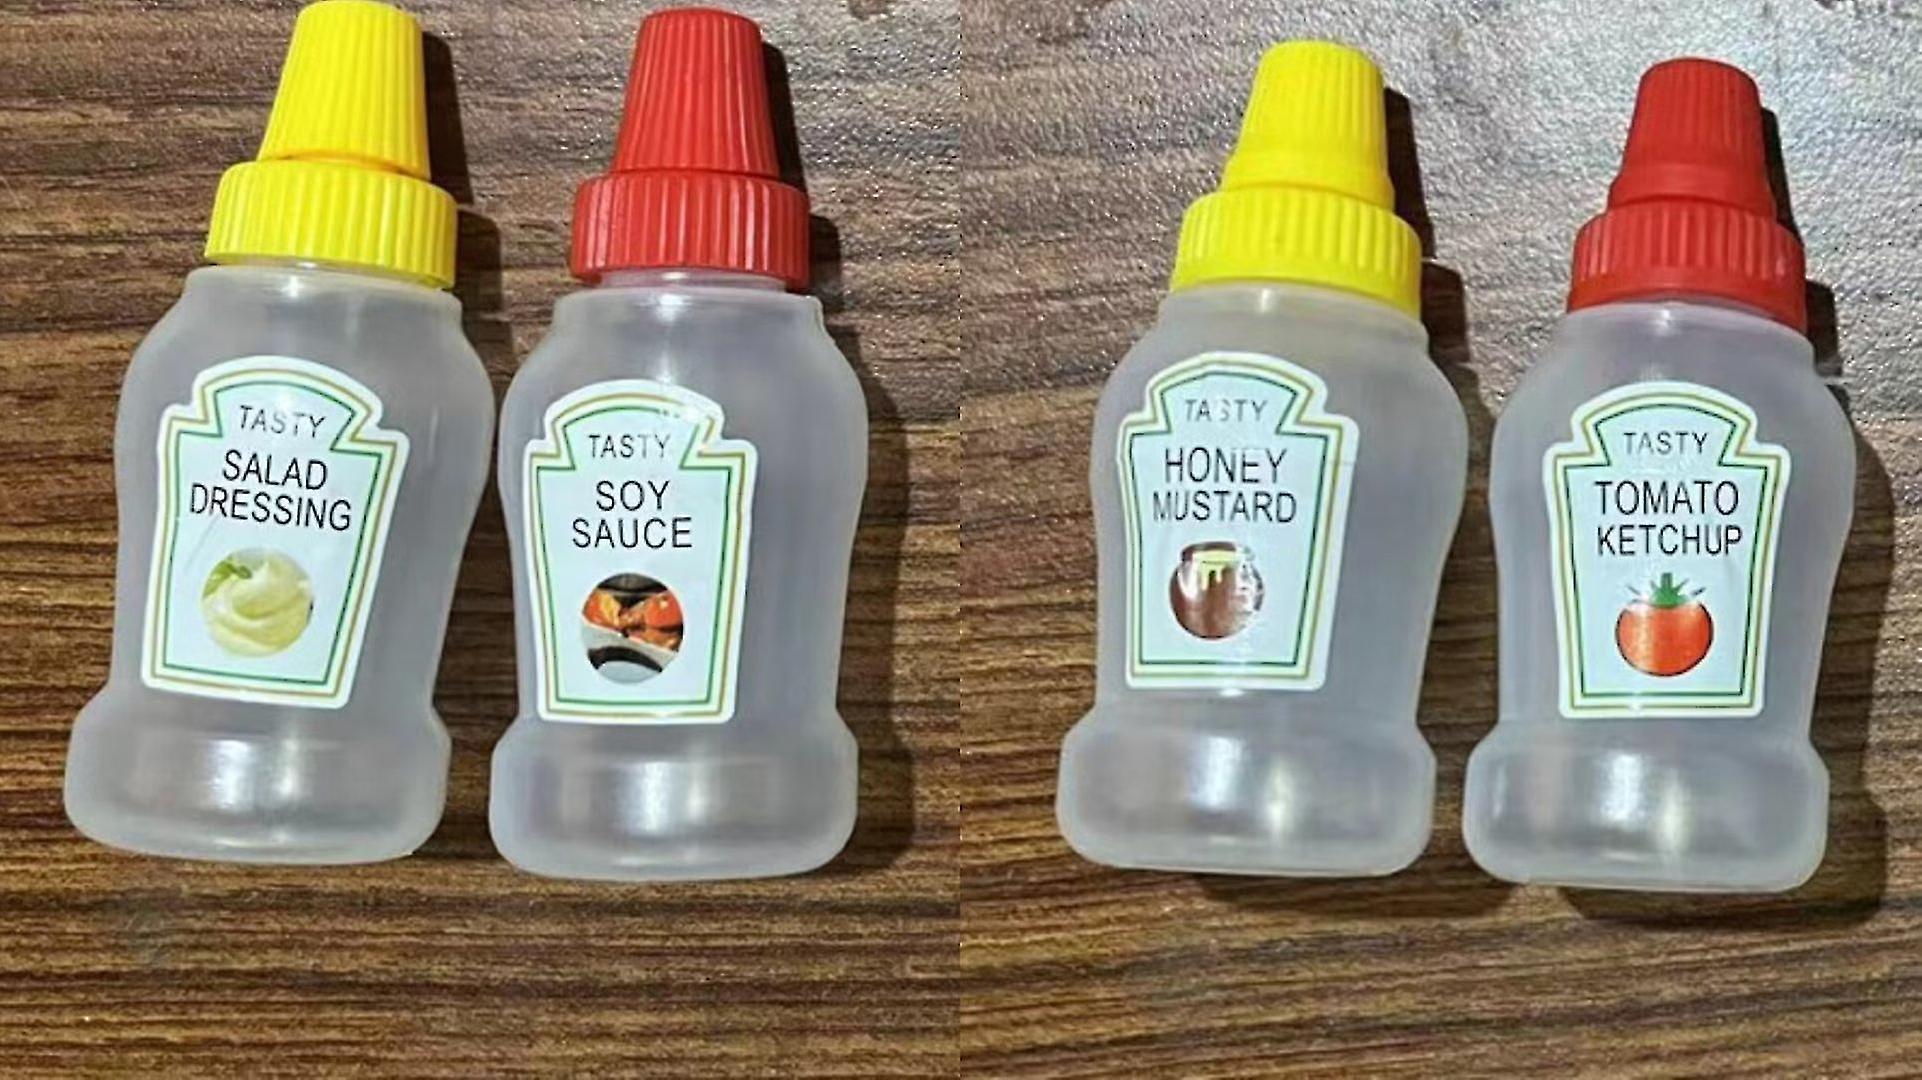 TASTY
SALAD
DRESSING
TASTY
SOY
SAUCE
TASTY
HONEY
MUSTARD
TASTY
TOMATO
KETCHUP